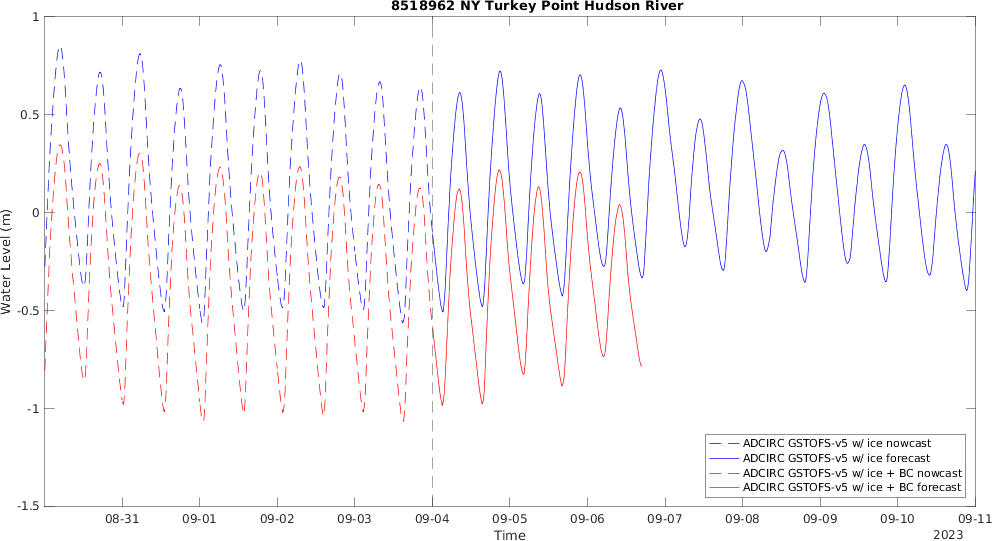 8518962 NY Turkey Point Hudson River
1
0.5
0
-0.5
-1
-1.5
Water Level (m)
ADCIRC GSTOFS-v5 w/ ice nowcast
ADCIRC GSTOFS-v5 w/ ice forecast
ADCIRC GSTOFS-v5 w/ ice + BC nowcast
ADCIRC GSTOFS-v5 w/ ice + BC forecast
08-31 09-01 09-02 09-03 09-04 09-05 09-06 09-07 09-08 09-09 09-10 09-11
Time
2023